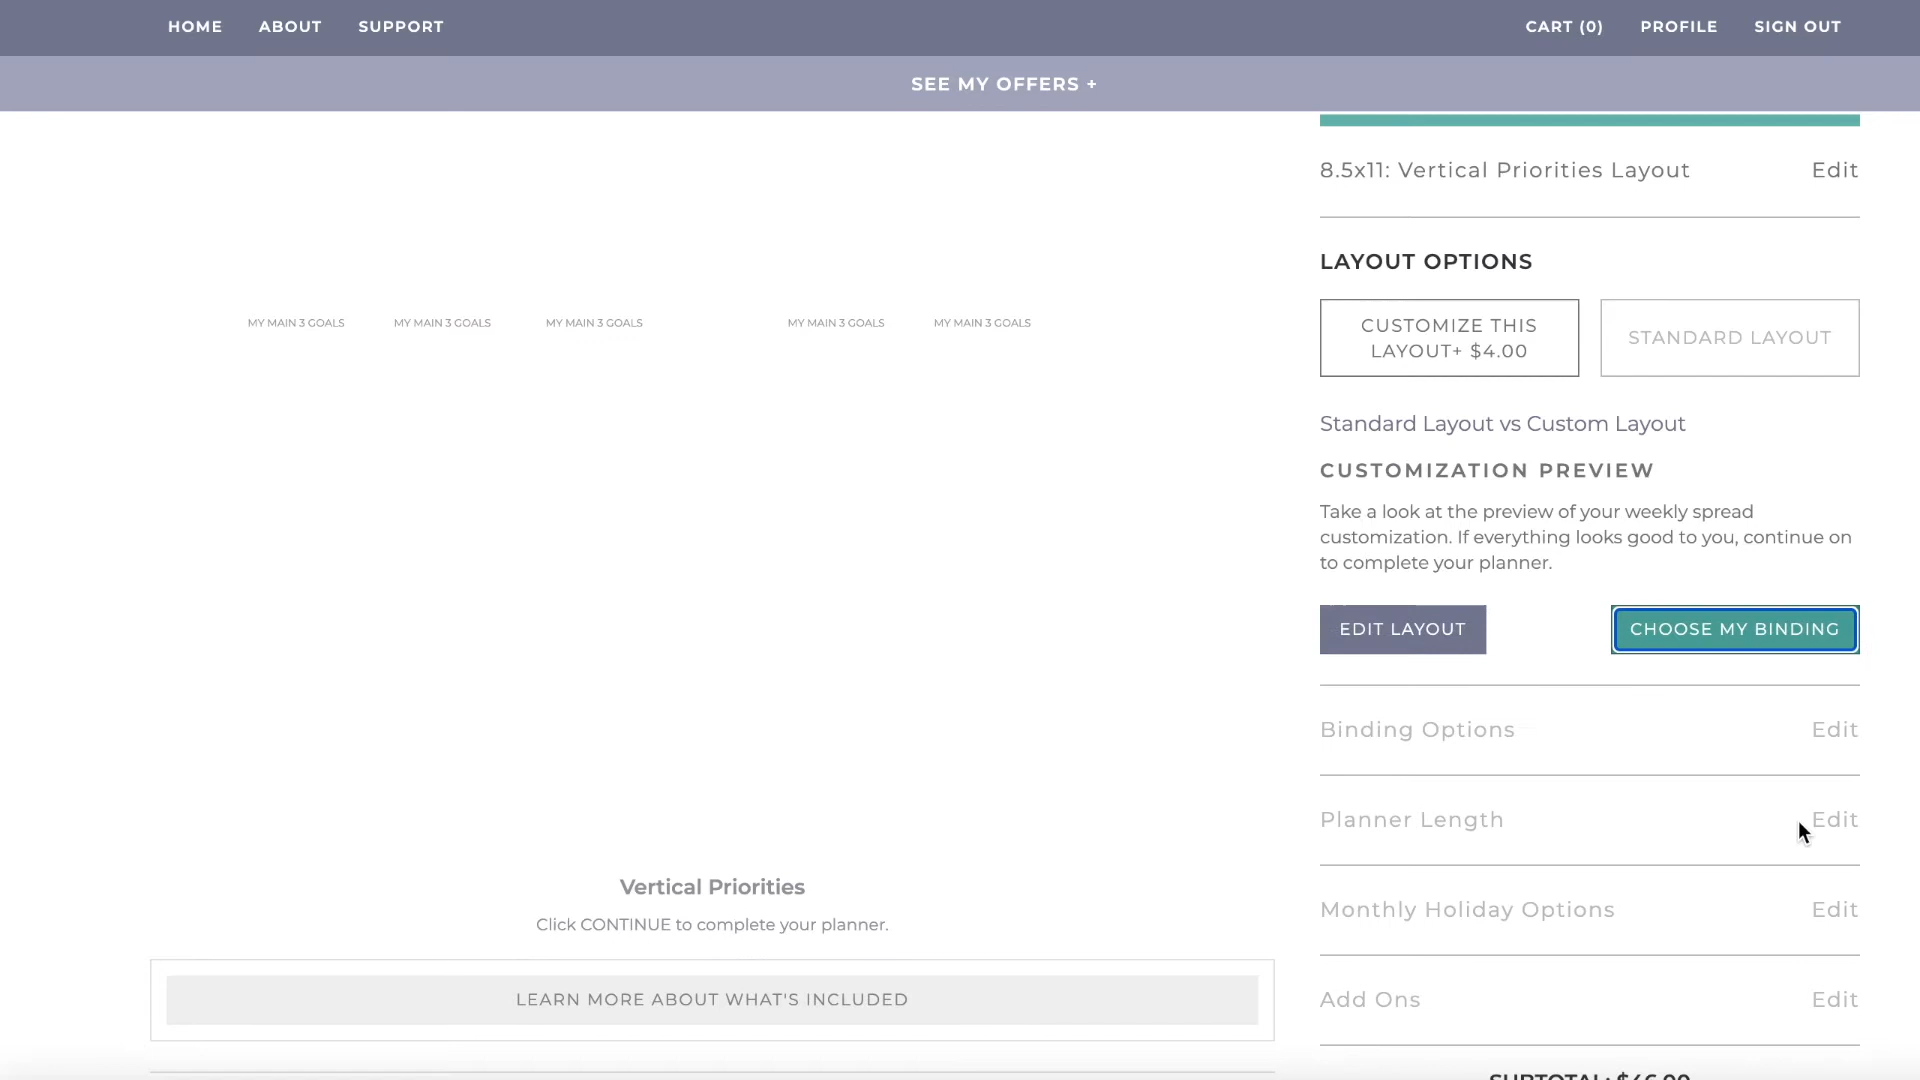 HOME ABOUT SUPPORT CART (0) PROFILE SIGN OUT
SEE MY OFFERS +
8.5x11: Vertical Priorities Layout Edit
LAYOUT OPTIONS
CUSTOMIZE THIS
LAYOUT+ $4.00
STANDARD LAYOUT
MY MAIN 3 GOALS MY MAIN 3 GOALS MY MAIN 3 GOALS MY MAIN 3 GOALS MY MAIN 3 GOALS
Standard Layout vs Custom Layout
CUSTOMIZATION PREVIEW
Take a look at the preview of your weekly spread
customization. If everything looks good to you, continue on
to complete your planner.
EDIT LAYOUT CHOOSE MY BINDING
Binding Options Edit
Planner Length Edit
Monthly Holiday Options Edit
Add Ons Edit
Vertical Priorities
Click CONTINUE to complete your planner.
LEARN MORE ABOUT WHAT'S INCLUDED
SUBTOTAL: $46.00